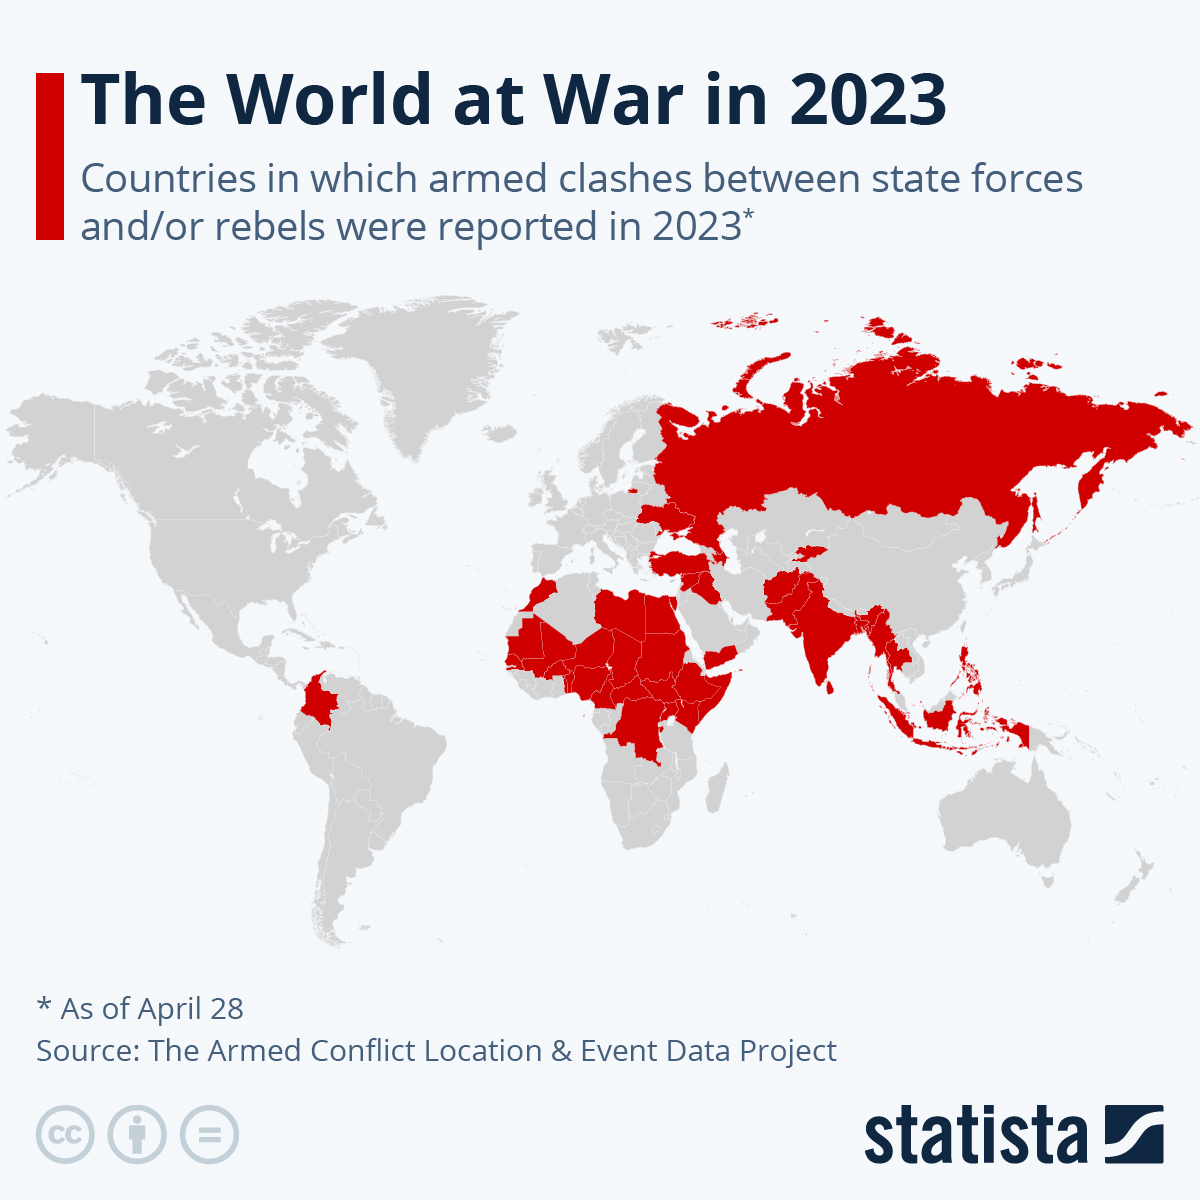 The World at War in 2023
Countries in which armed clashes between state forces
and/or rebels were reported in 2023*
* As of April 28
Source: The Armed Conflict Location & Event Data Project
cc
statista